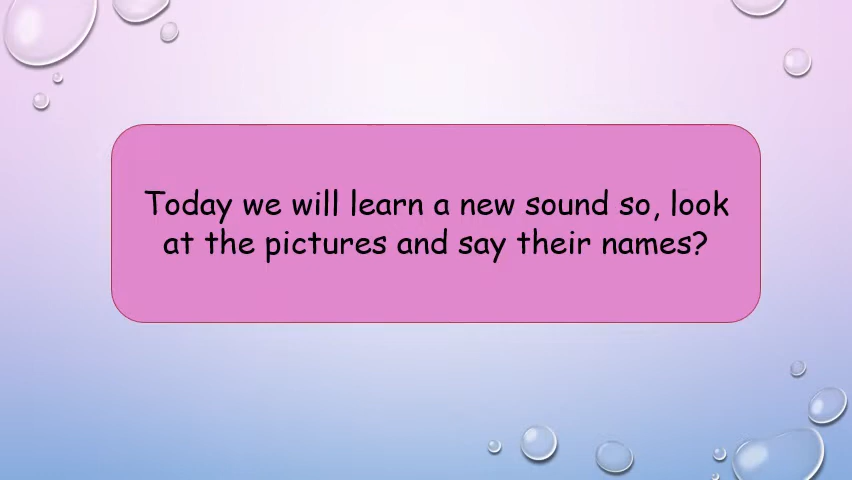 Today we will learn a new sound so, look
at the pictures and say their names?